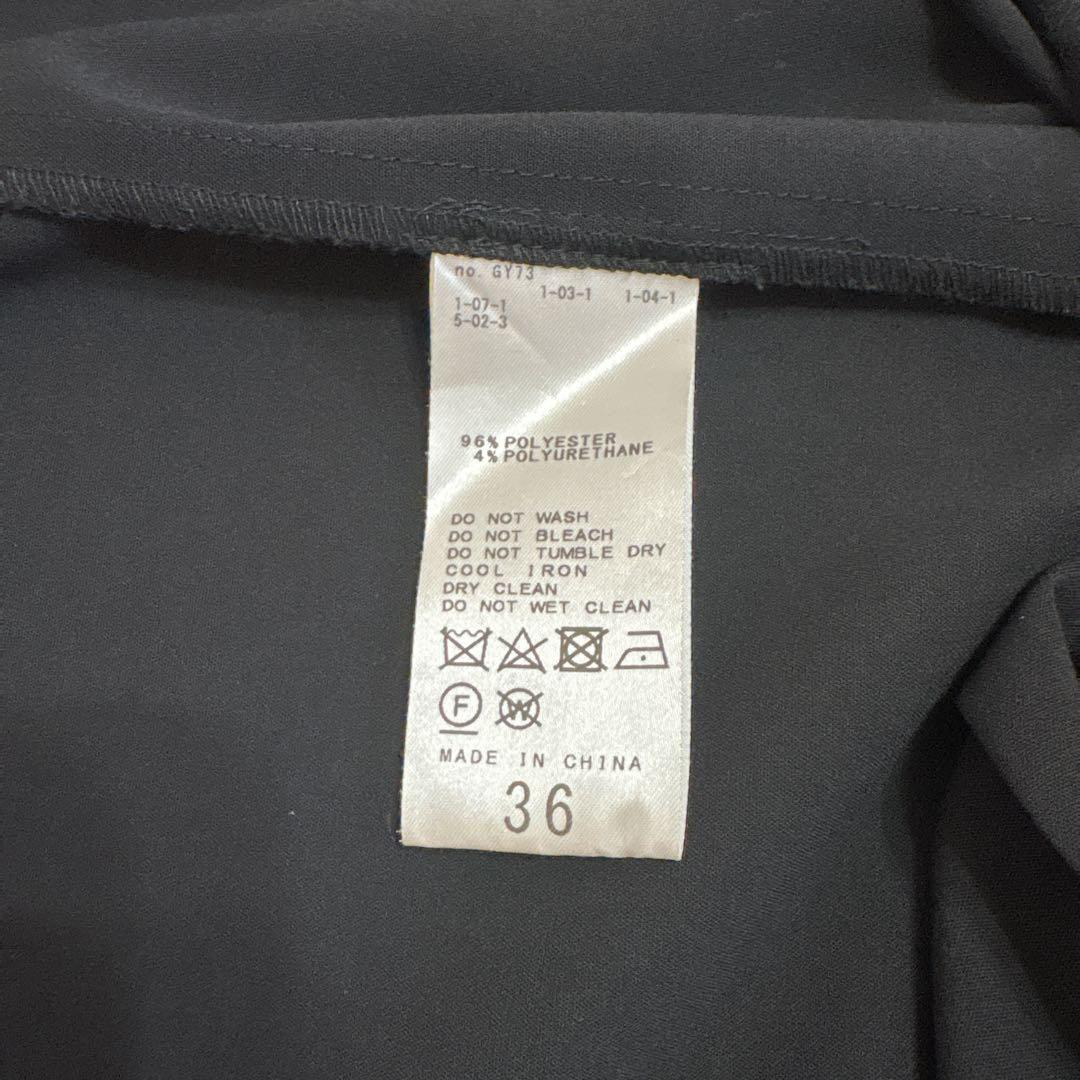 no. GY73
1-03-1 1-04-1
1-07-1
5-02-3
96% POLYESTER
4% POLYURETHANE
DO NOT WASH
DO NOT BLEACH
DO NOT TUMBLE DRY
COOL IRON
DRY CLEAN
DO NOT WET CLEAN
F W
MADE IN CHINA
36